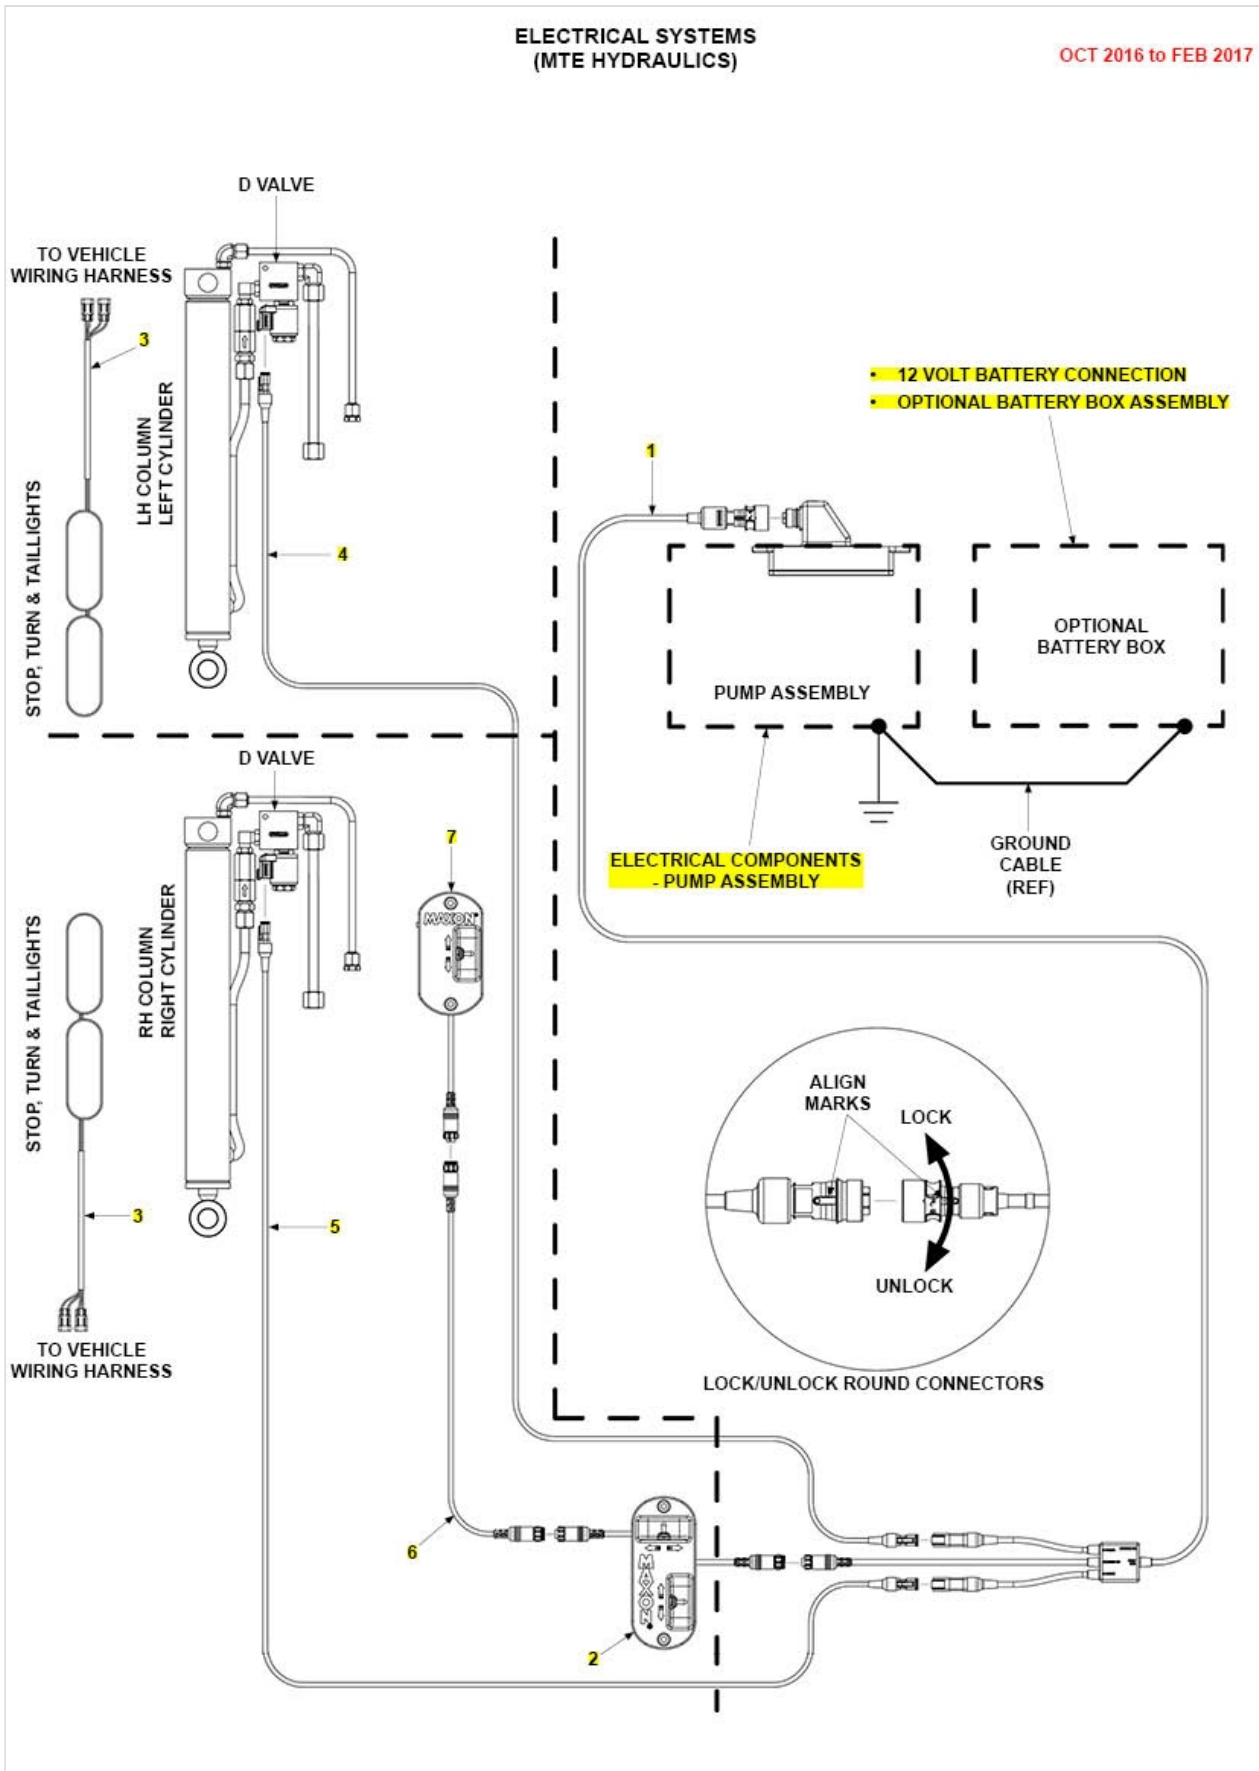 ELECTRICAL SYSTEMS
(MTE HYDRAULICS)
OCT 2016 to FEB 2017
D VALVE
TO VEHICLE
WIRING HARNESS
3
LH COLUMN
LEFT CYLINDER
STOP, TURN & TAILLIGHTS
4
• 12 VOLT BATTERY CONNECTION
• OPTIONAL BATTERY BOX ASSEMBLY
1
OPTIONAL
BATTERY BOX
PUMP ASSEMBLY
GROUND
CABLE
(REF)
ELECTRICAL COMPONENTS
- PUMP ASSEMBLY
D VALVE
7
MAXON
RH COLUMN
RIGHT CYLINDER
STOP, TURN & TAILLIGHTS
3
5
TO VEHICLE
WIRING HARNESS
ALIGN
MARKS
LOCK
UNLOCK
LOCK/UNLOCK ROUND CONNECTORS
6
MAXON
2